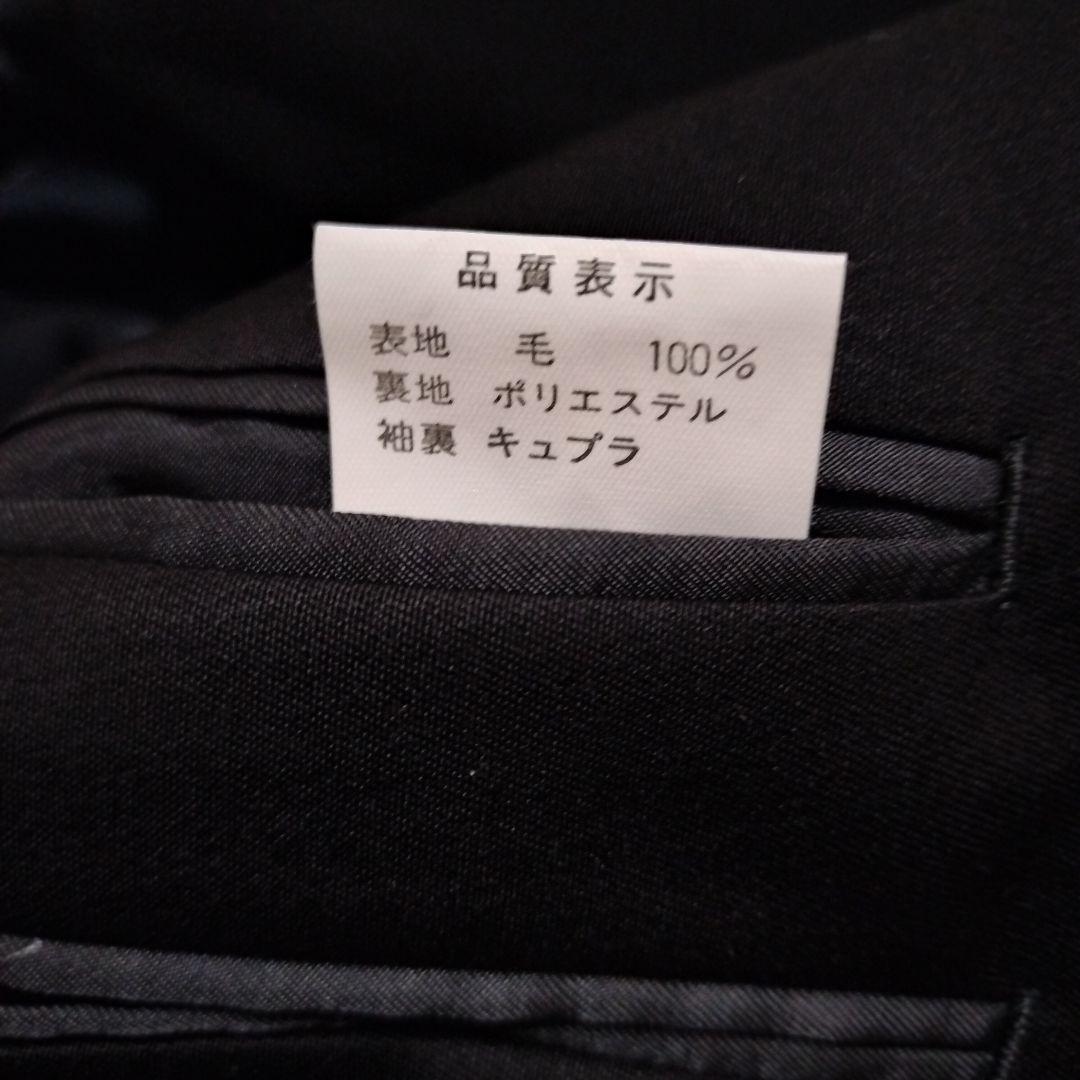 品質表示
表地 毛 100%
裏地 ポリエステル
袖裏 キュプラ